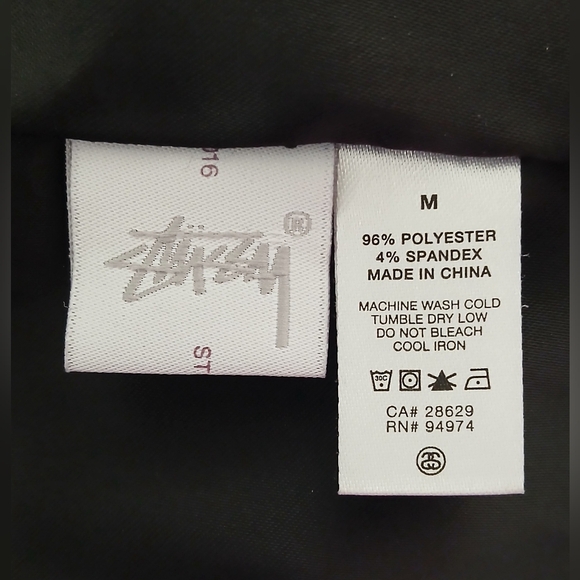 016
STÜSSY ®
ST
M
96% POLYESTER
4% SPANDEX
MADE IN CHINA
MACHINE WASH COLD
TUMBLE DRY LOW
DO NOT BLEACH
COOL IRON
30C
CA# 28629
RN# 94974